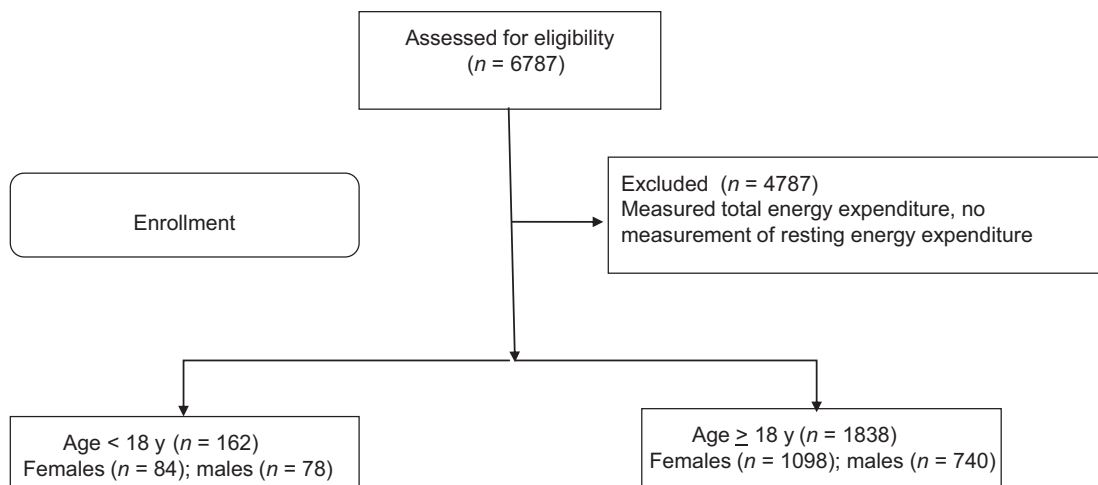 Assessed for eligibility
(n = 6787)
Enrollment
Excluded (n = 4787)
Measured total energy expenditure, no
measurement of resting energy expenditure
Age < 18 y (n = 162)
Females (n = 84); males (n = 78)
Age ≥ 18 y (n = 1838)
Females (n = 1098); males (n = 740)